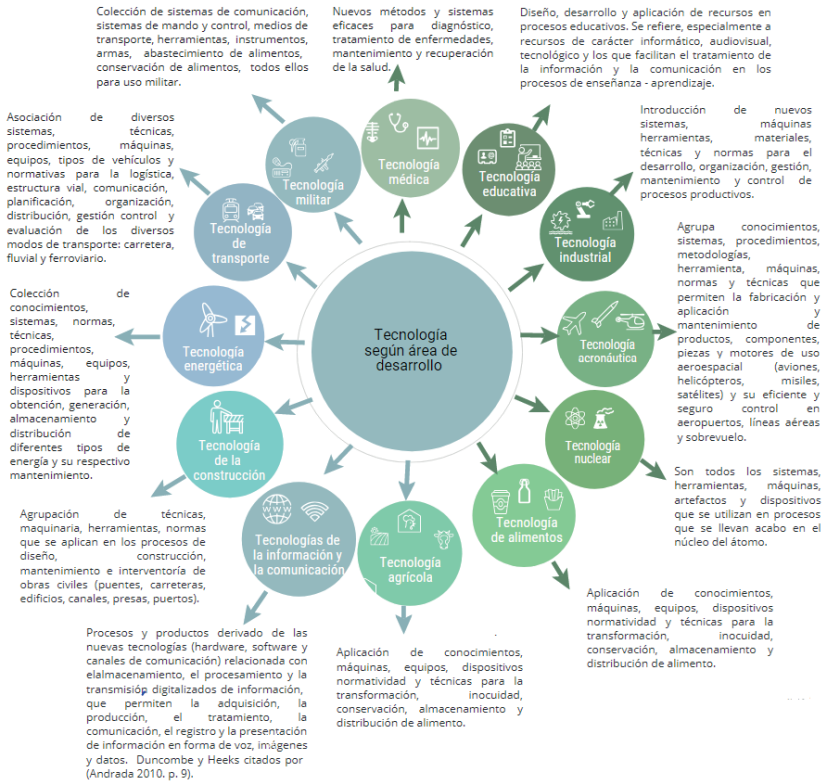 Colección de sistemas de comunicación,
sistemas de mando y control, medios de
transporte, herramientas, instrumentos,
armas, abastecimiento de alimentos,
conservación de alimentos, todos ellos
para uso militar.
Nuevos métodos y sistemas
eficaces para diagnóstico,
tratamiento de enfermedades,
mantenimiento y recuperación
de la salud.
Diseño, desarrollo y aplicación de recursos en
procesos educativos. Se refiere, especialmente a
recursos de carácter informático, audiovisual,
tecnológico y los que facilitan el tratamiento de
la información y la comunicación en los
procesos de enseñanza - aprendizaje.
Introducción de nuevos
sistemas, máquinas
herramientas, materiales,
técnicas y normas para el
desarrollo, organización, gestión,
mantenimiento y control de
procesos productivos.
Asociación de diversos
sistemas, técnicas,
procedimientos, máquinas,
equipos, tipos de vehículos y
normativas para la logística,
estructura vial, comunicación,
planificación, organización,
distribución, gestión control y
evaluación de los diversos
modos de transporte: carretera,
fluvial y ferroviario.
Tecnología
militar
Tecnología
médica
Tecnología
educativa
Tecnología
de
transporte
Tecnología
industrial
Agrupa conocimientos,
sistemas, procedimientos,
metodologías,
herramienta, máquinas,
normas y técnicas que
permiten la fabricación y
aplicación y
mantenimiento de
productos, componentes,
piezas y motores de uso
aeroespacial (aviones,
helicópteros, misiles,
satélites) y su eficiente y
seguro control en
aeropuertos, líneas aéreas
y sobrevuelo.
Colección de
conocimientos,
sistemas, normas,
técnicas,
procedimientos,
máquinas, equipos,
herramientas y
dispositivos para la
obtención, generación,
almacenamiento y
distribución de
diferentes tipos de
energía y su respectivo
mantenimiento.
Tecnología
energética
Tecnología
según área de
desarrollo
Tecnología
acronáutica
Tecnología
de la
construcción
Tecnología
nuclear
Son todos los sistemas,
herramientas, máquinas,
artefactos y dispositivos
que se utilizan en procesos
que se llevan acabo en el
núcleo del átomo.
Agrupación de técnicas,
maquinaria, herramientas, normas
que se aplican en los procesos de
diseño, construcción,
mantenimiento e interventoría de
obras civiles (puentes, carreteras,
edificios, canales, presas, puertos).
Tecnologías de
la información y
la comunicación
Tecnología
agrícola
Tecnología
de alimentos
Aplicación de conocimientos,
máquinas, equipos, dispositivos
normatividad y técnicas para la
transformación, inocuidad,
conservación, almacenamiento y
distribución de alimento.
Procesos y productos derivado de las
nuevas tecnologías (hardware, software y
canales de comunicación) relacionada con
elalmacenamiento, el procesamiento y la
transmisión digitalizados de información,
que permiten la adquisición, la
producción, el tratamiento, la
comunicación, el registro y la presentación
de información en forma de voz, imágenes
y datos. Duncombe y Heeks citados por
(Andrada 2010. p. 9).
Aplicación de conocimientos,
máquinas, equipos, dispositivos
normatividad y técnicas para la
transformación, inocuidad,
conservación, almacenamiento y
distribución de alimento.